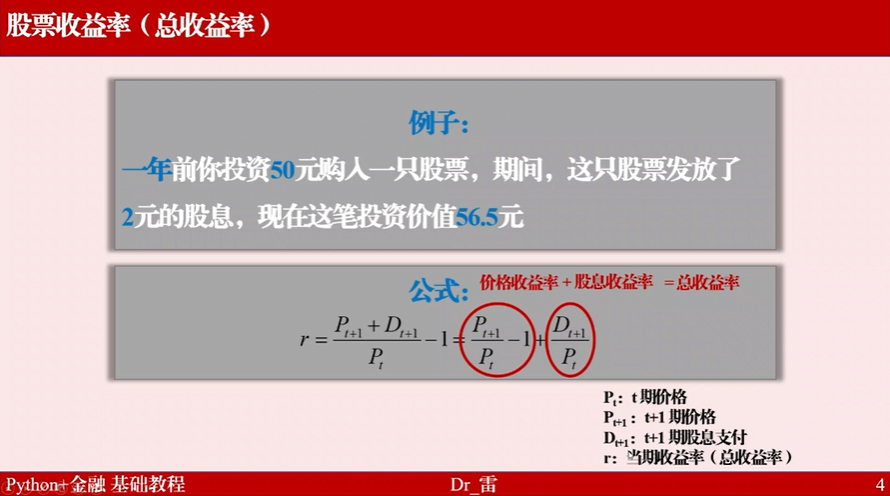 股票收益率（总收益率）
例子：
一年前你投资50元购入一只股票，期间，这只股票发放了
2元的股息，现在这笔投资价值56.5元
公式：价格收益率 + 股息收益率 = 总收益率
r = \frac{P_{t+1} + D_{t+1}}{P_t} - 1 = \frac{P_{t+1}}{P_t} - 1 + \frac{D_{t+1}}{P_t}
P_t：t 期价格
P_{t+1}：t+1 期价格
D_{t+1}：t+1 期股息支付
r：当期收益率（总收益率）
Python+金融 基础教程 Dr_雷 4